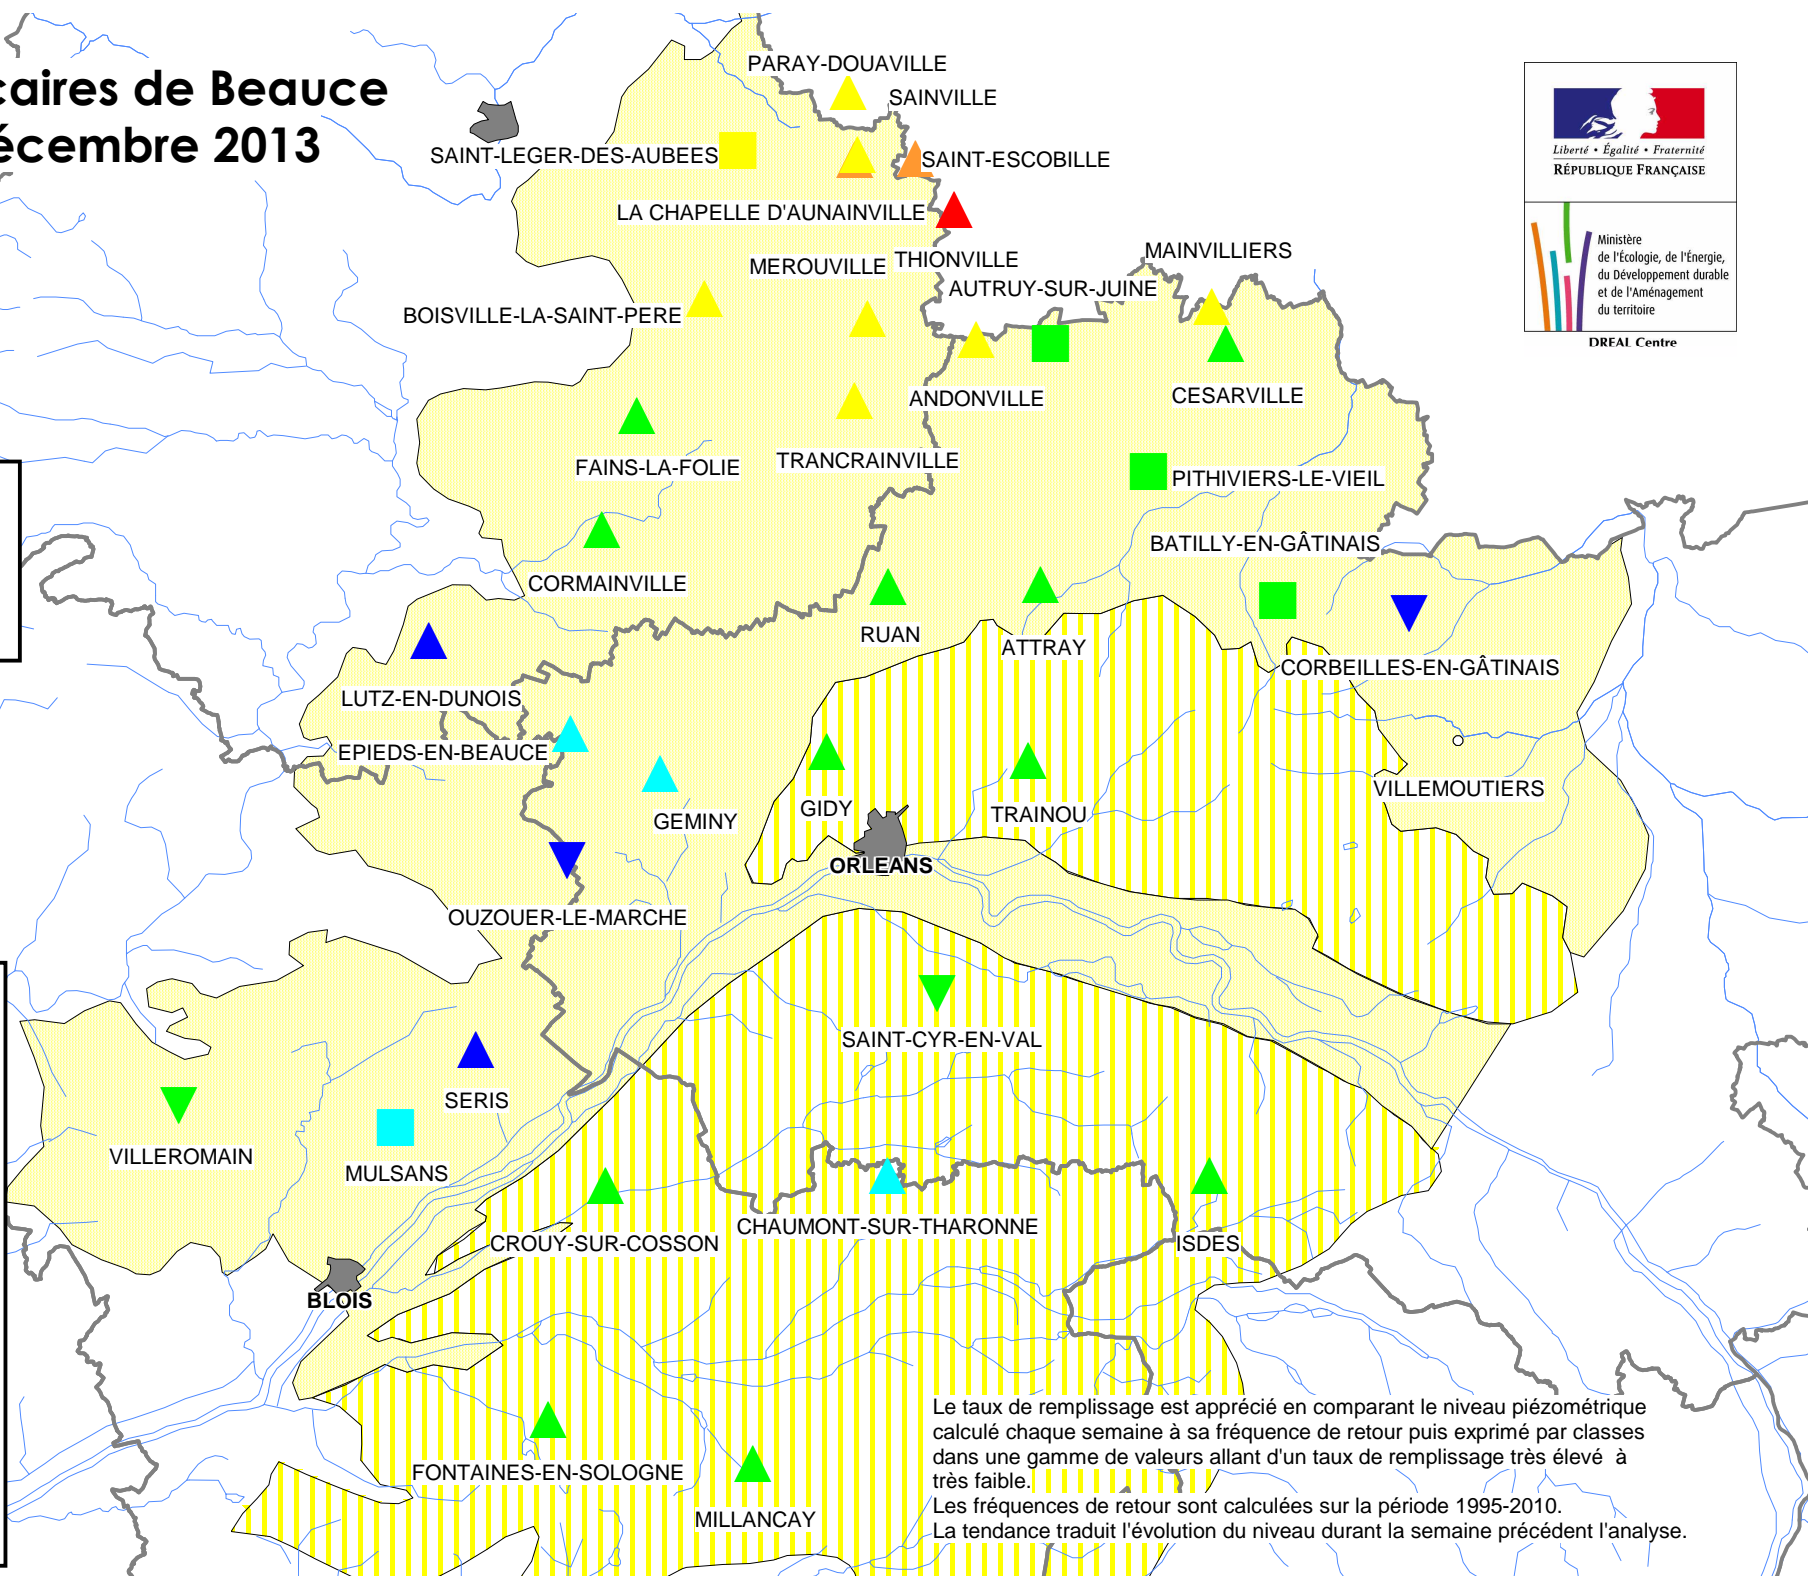 caires de Beauce
écembre 2013
PARAY-DOUAVILLE
SAINVILLE
SAINT-LEGER-DES-AUBEES
SAINT-ESCOBILLE
LA CHAPELLE D'AUNAINVILLE
THIONVILLE
MEROUVILLE
MAINVILLIERS
AUTRUY-SUR-JUINE
BOISVILLE-LA-SAINT-PERE
ANDONVILLE
CESARVILLE
FAINS-LA-FOLIE
TRANCRAINVILLE
PITHIVIERS-LE-VIEIL
BATILLY-EN-GÂTINAIS
CORMAINVILLE
RUAN
ATTRAY
CORBEILLES-EN-GÂTINAIS
LUTZ-EN-DUNOIS
EPIEDS-EN-BEAUCE
GEMINY
GIDY
TRAINOU
VILLEMOUTIERS
ORLEANS
OUZOUER-LE-MARCHE
SAINT-CYR-EN-VAL
SERIS
VILLEROMAIN
MULSANS
CROUY-SUR-COSSON
CHAUMONT-SUR-THARONNE
ISDES
BLOIS
FONTAINES-EN-SOLOGNE
MILLANCAY
Liberté • Égalité • Fraternité
RÉPUBLIQUE FRANÇAISE
Ministère
de l'Écologie, de l'Énergie,
du Développement durable
et de l'Aménagement
du territoire
DREAL Centre
Le taux de remplissage est apprécié en comparant le niveau piézométrique
calculé chaque semaine à sa fréquence de retour puis exprimé par classes
dans une gamme de valeurs allant d'un taux de remplissage très élevé à
très faible.
Les fréquences de retour sont calculées sur la période 1995-2010.
La tendance traduit l'évolution du niveau durant la semaine précédent l'analyse.